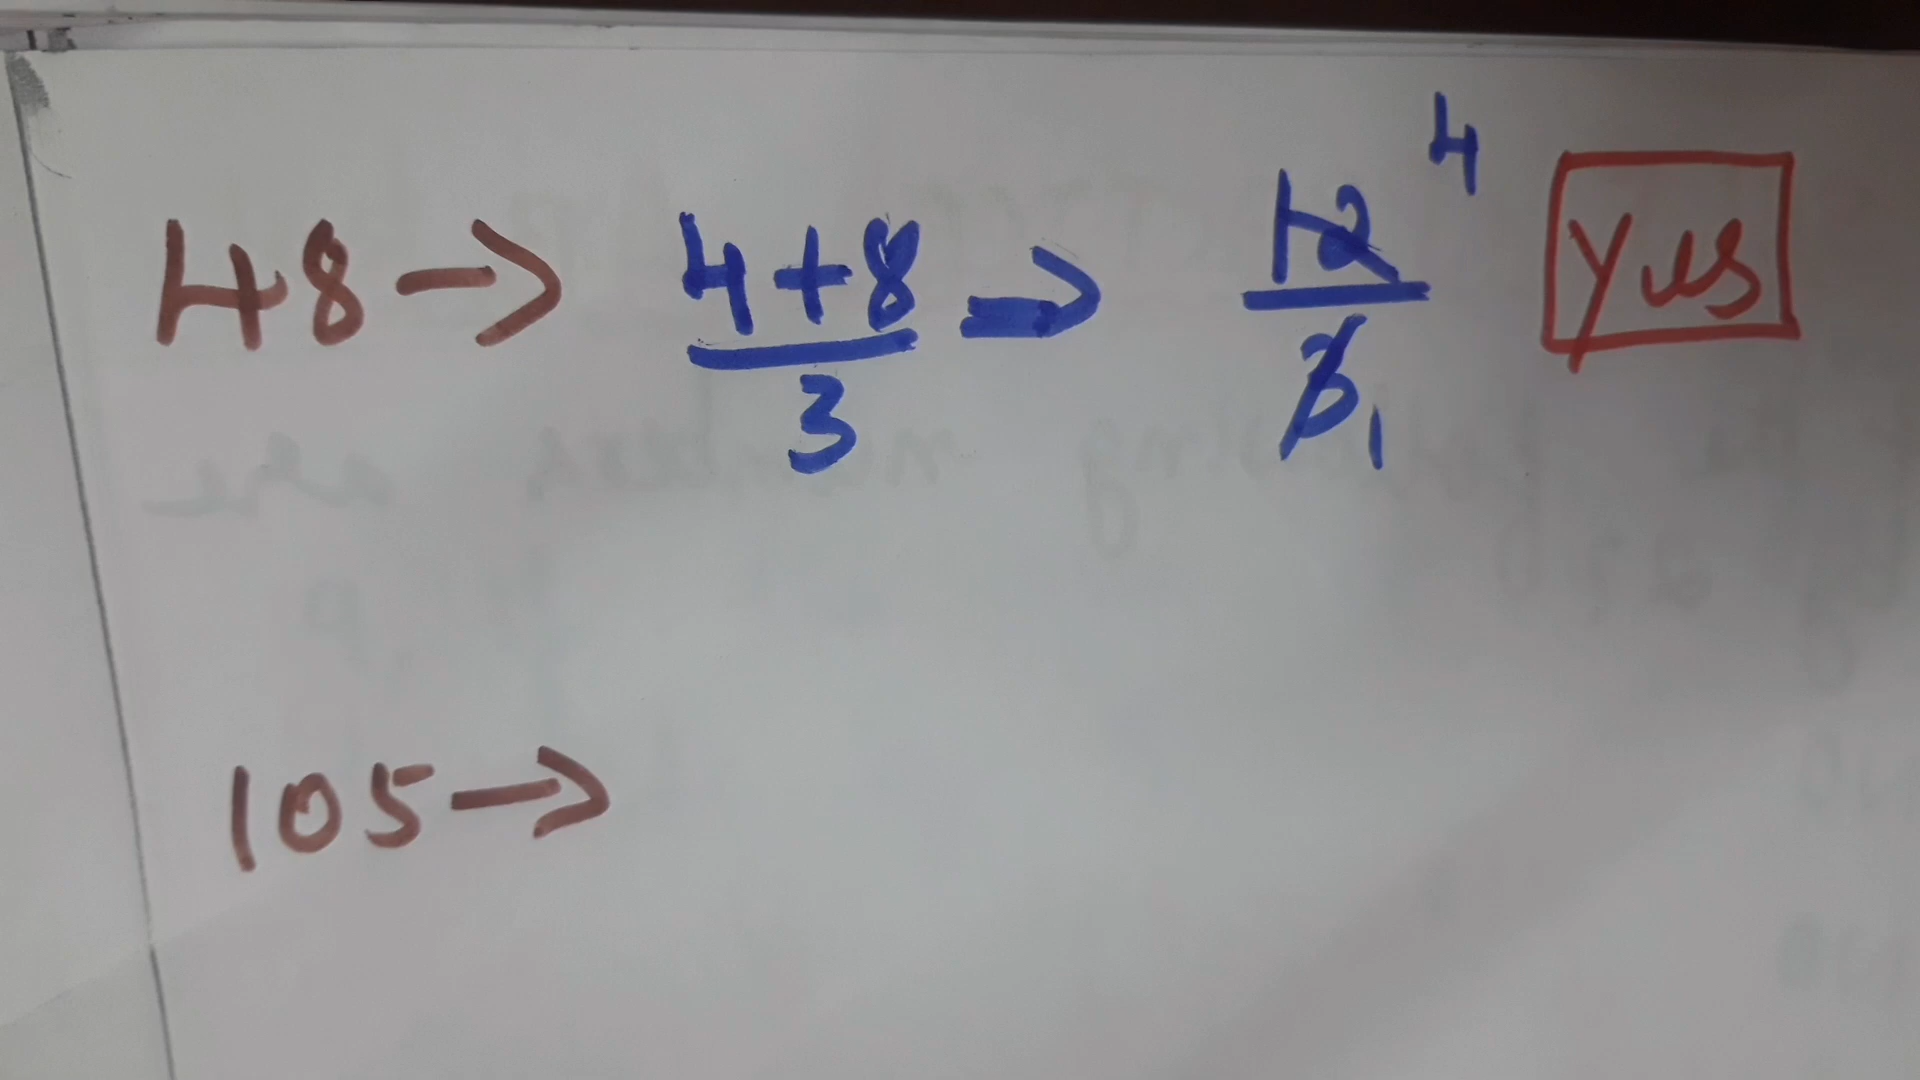 48 → 4+8/3 ⇒ 12/3 4 1 yes
105 →